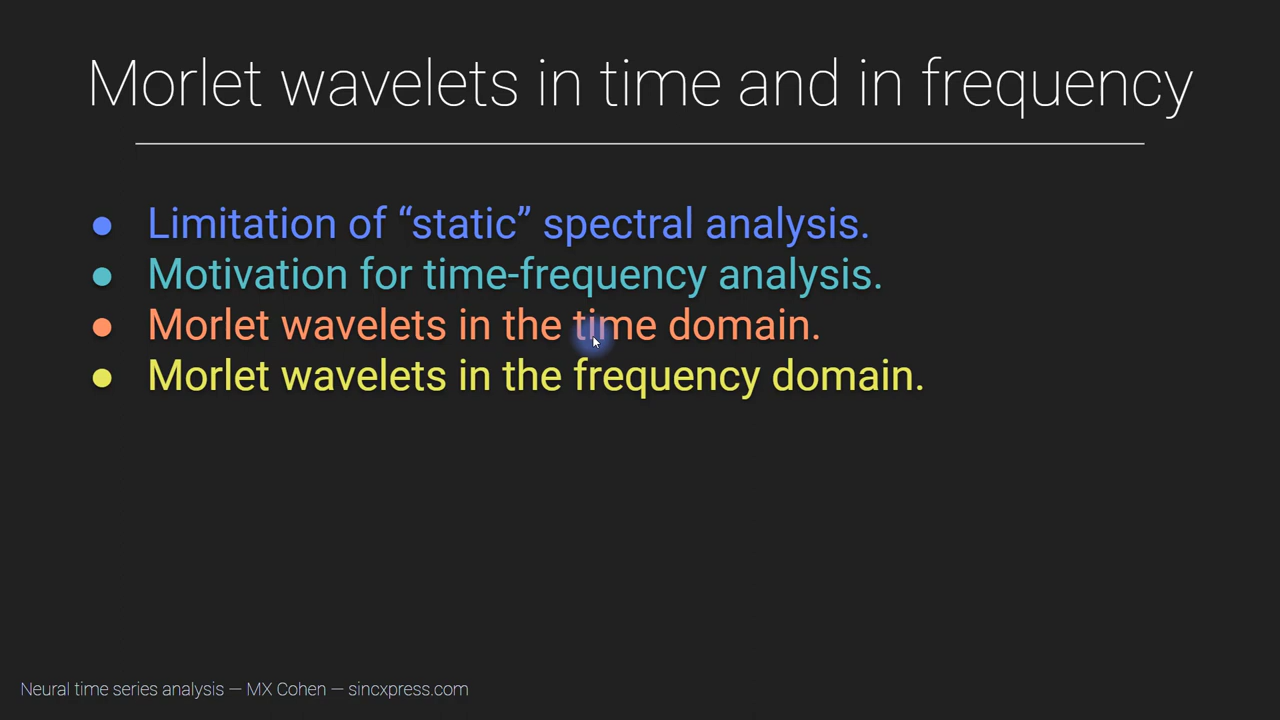 Morlet wavelets in time and in frequency
● Limitation of “static” spectral analysis.
● Motivation for time-frequency analysis.
● Morlet wavelets in the time domain.
● Morlet wavelets in the frequency domain.
Neural time series analysis — MX Cohen — sincxpress.com